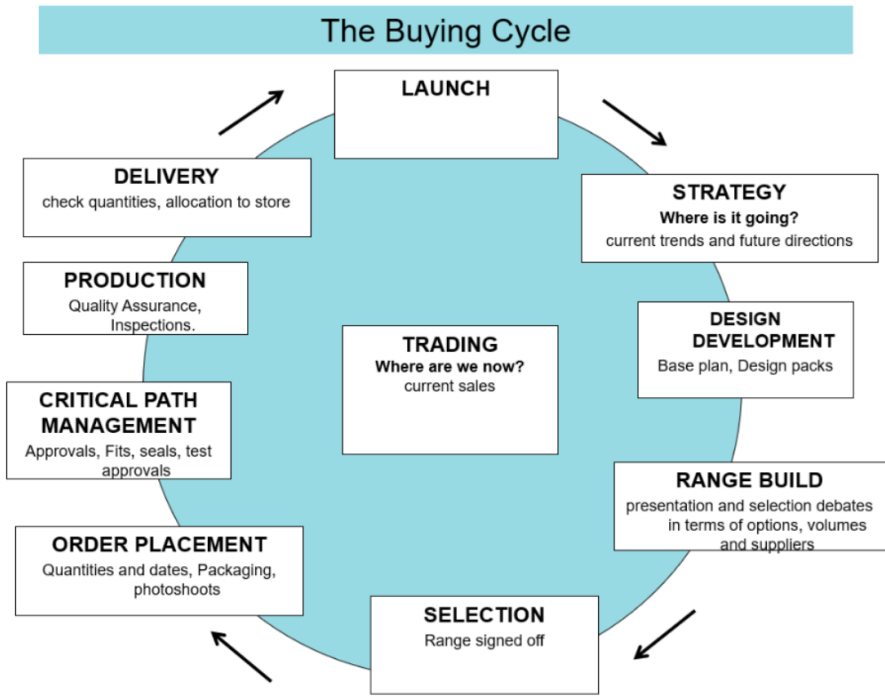 The Buying Cycle
LAUNCH
STRATEGY
Where is it going?
current trends and future directions
DESIGN
DEVELOPMENT
Base plan, Design packs
RANGE BUILD
presentation and selection debates
in terms of options, volumes
and suppliers
SELECTION
Range signed off
ORDER PLACEMENT
Quantities and dates, Packaging,
photoshoots
CRITICAL PATH
MANAGEMENT
Approvals, Fits, seals, test
approvals
PRODUCTION
Quality Assurance,
Inspections.
DELIVERY
check quantities, allocation to store
TRADING
Where are we now?
current sales